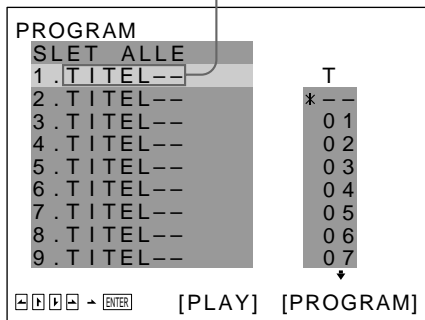 PROGRAM
SLET ALLE
1.TITEL–– T
2.TITEL–– *––
3.TITEL–– 01
4.TITEL–– 02
5.TITEL–– 03
6.TITEL–– 04
7.TITEL–– 05
8.TITEL–– 06
9.TITEL–– 07
ENTER [PLAY] [PROGRAM]